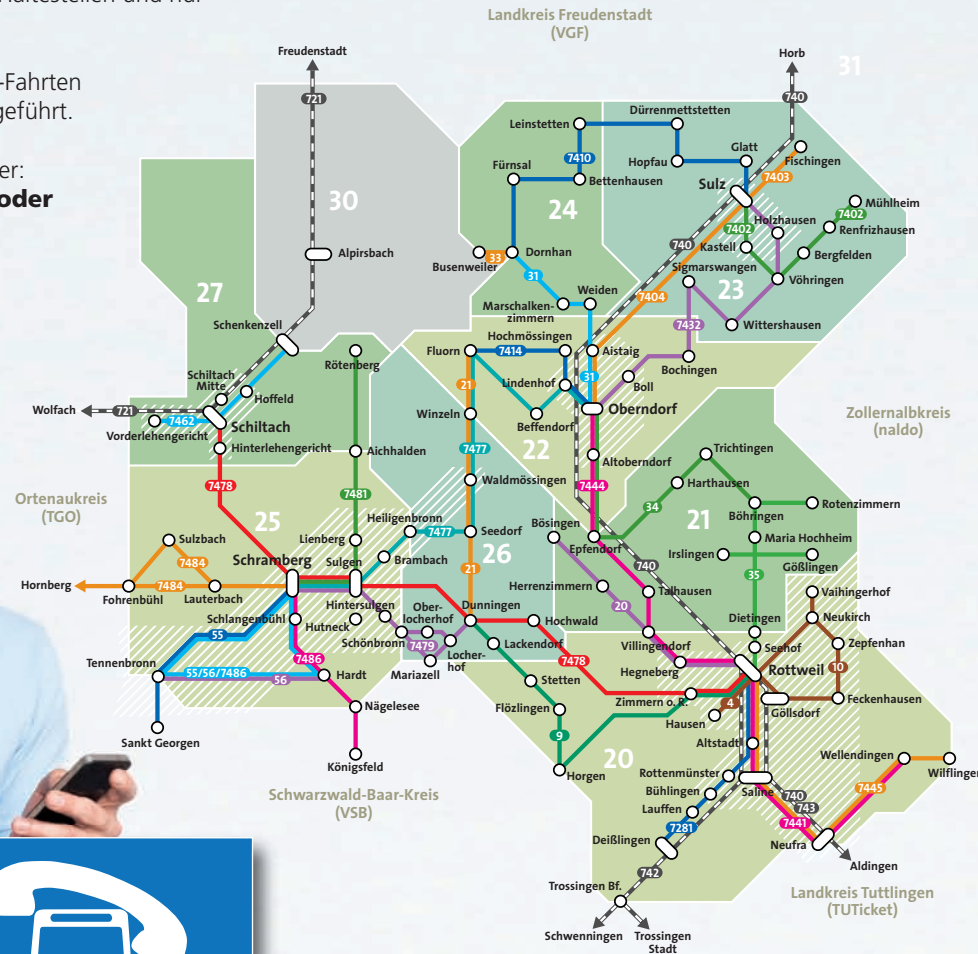 Haltestellen und nur
-Fahrten
geführt.
er:
oder
Landkreis Freudenstadt
(VGF)
Freudenstadt
Horb
31
721
740
Dürrenmettstetten
Leinstetten
Glatt
Fischingen
7410
Hopfau
7403
Fürnsal
Bettenhausen
Sulz
Mühlheim
30
24
Holzhausen
7402
7402
Renfrizhausen
Alpirsbach
740
Kastell
Dornhan
33
Bergfelden
Busenweiler
Sigmarswangen
31
Vöhringen
27
Weiden
7404
23
Marschalken-
zimmern
Schenkenzell
7432
Wittershausen
Hochmössingen
Fluorn
7414
Aistaig
Rötenberg
Bochingen
Schiltach
Mitte
21
Lindenhof
31
Boll
Hoffeld
Wolfach
721
Winzeln
Oberndorf
Zollernalbkreis
(naldo)
7462
Schiltach
Beffendorf
Vorderlehengericht
Hinterlehengericht
Aichhalden
7477
22
Trichtingen
Altoberndorf
Waldmössingen
7478
7481
7444
Harthausen
Ortenaukreis
(TGO)
34
Rotenzimmern
25
Heiligenbronn
Bösingen
21
Böhringen
7477
Seedorf
Sulzbach
Lienberg
Epfendorf
Maria Hochheim
Schramberg
Sulgen
Brambach
26
Irslingen
Gößlingen
7484
740
21
35
Hornberg
7484
Herrenzimmern
Talhausen
Vaihingerhof
Fohrenbühl
Lauterbach
Hintersulgen
Ober-
locherhof
Dunningen
20
Schlangenbühl
Hochwald
Dietingen
Neukirch
Hutneck
Schönbronn
7479
Locher-
hof
Lackendorf
Villingendorf
Seehof
Zepfenhan
55
7486
Mariazell
7478
Hegneberg
Rottweil
Tennenbronn
55/56/7486
Hardt
Stetten
10
56
Zimmern o. R.
4
Göllsdorf
Feckenhausen
Nägelesee
Flözlingen
Hausen
Sankt Georgen
9
20
Altstadt
Königsfeld
Horgen
Rottenmünster
Wellendingen
Wilflingen
Schwarzwald-Baar-Kreis
(VSB)
Bühlingen
Saline
740
743
7445
Lauffen
7281
7441
Deißlingen
Neufra
742
Aldingen
Trossingen Bf.
Landkreis Tuttlingen
(TUTicket)
Schwenningen
Trossingen
Stadt